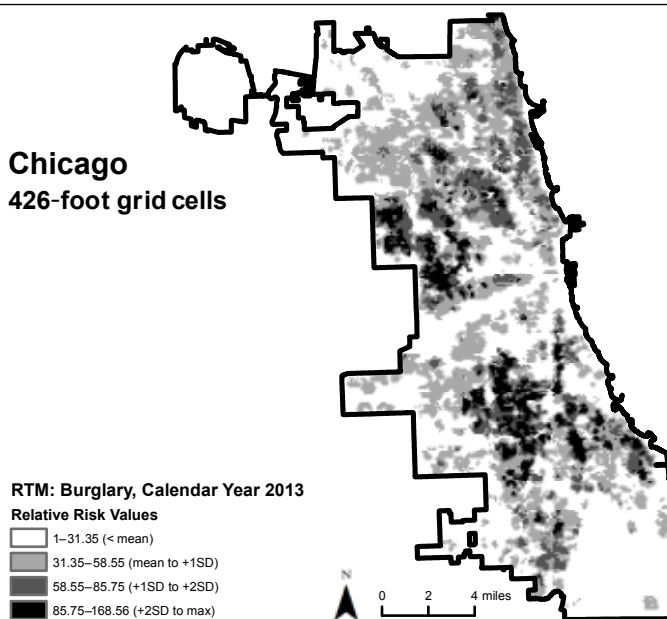 Chicago
426-foot grid cells
RTM: Burglary, Calendar Year 2013
Relative Risk Values
1–31.35 (< mean)
31.35–58.55 (mean to +1SD)
58.55–85.75 (+1SD to +2SD)
85.75–168.56 (+2SD to max)
N
0 2 4 miles